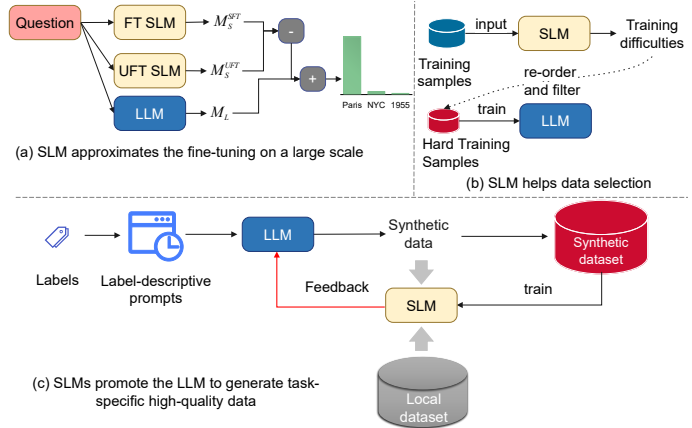 Question
FT SLM
UFT SLM
LLM
M_S^{SFT}
M_S^{UFT}
M_L
-
+
Paris NYC 1955
(a) SLM approximates the fine-tuning on a large scale
Training
samples
input
SLM
Training
difficulties
re-order
and filter
Hard Training
Samples
train
LLM
(b) SLM helps data selection
Labels
Label-descriptive
prompts
LLM
Synthetic
data
Synthetic
dataset
Feedback
SLM
train
Local
dataset
(c) SLMs promote the LLM to generate task-
specific high-quality data